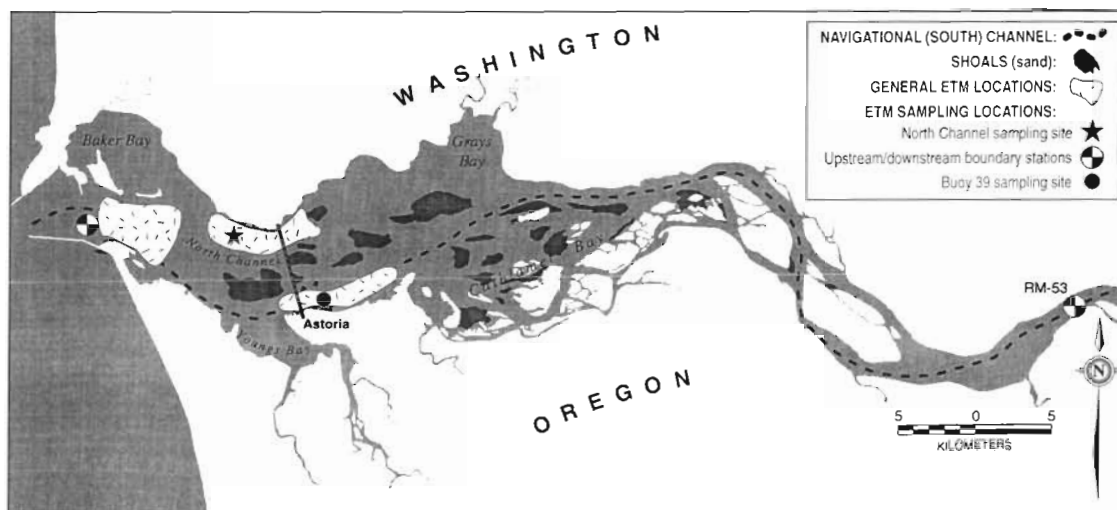 WASHINGTON
NAVIGATIONAL (SOUTH) CHANNEL:
SHOALS (sand):
GENERAL ETM LOCATIONS:
ETM SAMPLING LOCATIONS:
North Channel sampling site
Upstream/downstream boundary stations
Buoy 39 sampling site
Baker Bay
Grays
Bay
North Channel
Cathlamet Bay
RM-53
Astoria
Youngs Bay
OREGON
N
5 0 5
KILOMETERS